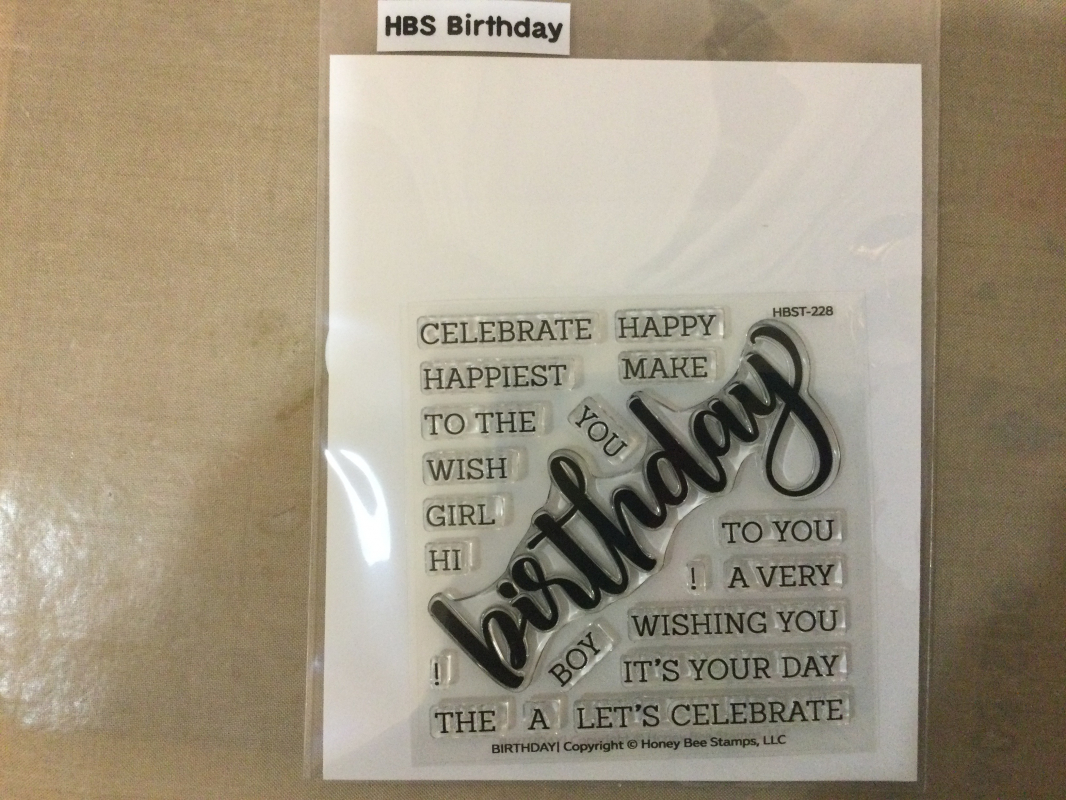 HBS Birthday
HBST-228
CELEBRATE HAPPY
HAPPIEST MAKE
TO THE YOU
WISH
GIRL
HI
birthday
TO YOU
! A VERY
WISHING YOU
! BOY IT'S YOUR DAY
THE A LET'S CELEBRATE
BIRTHDAY| Copyright © Honey Bee Stamps, LLC